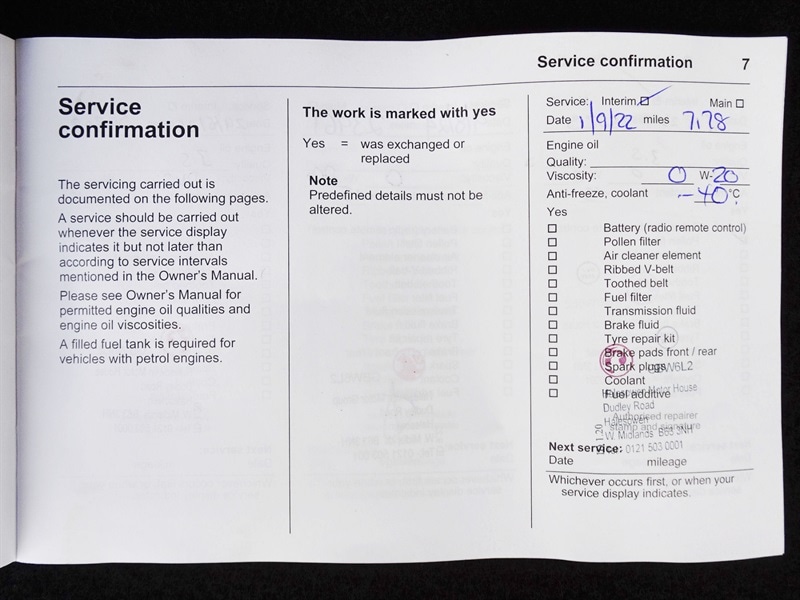 Service confirmation 7
Service
confirmation
The servicing carried out is
documented on the following pages.
A service should be carried out
whenever the service display
indicates it but not later than
according to service intervals
mentioned in the Owner's Manual.
Please see Owner's Manual for
permitted engine oil qualities and
engine oil viscosities.
A filled fuel tank is required for
vehicles with petrol engines.
The work is marked with yes
Yes = was exchanged or
replaced
Note
Predefined details must not be
altered.
Service: Interim Main
Date 1/9/22 miles 7,178
Engine oil
Quality:
Viscosity: 0 W-20
Anti-freeze, coolant -40 °C
Yes
Battery (radio remote control)
Pollen filter
Air cleaner element
Ribbed V-belt
Toothed belt
Fuel filter
Transmission fluid
Brake fluid
Tyre repair kit
Brake pads front / rear
Spark plugs
Coolant
Fuel additive
Motor House
Dudley Road
Authorised repairer
Halesowen
stamp and signature
W Midlands B63 3NH
0121 503 0001
Next service:
Date mileage
Whichever occurs first, or when your
service display indicates.